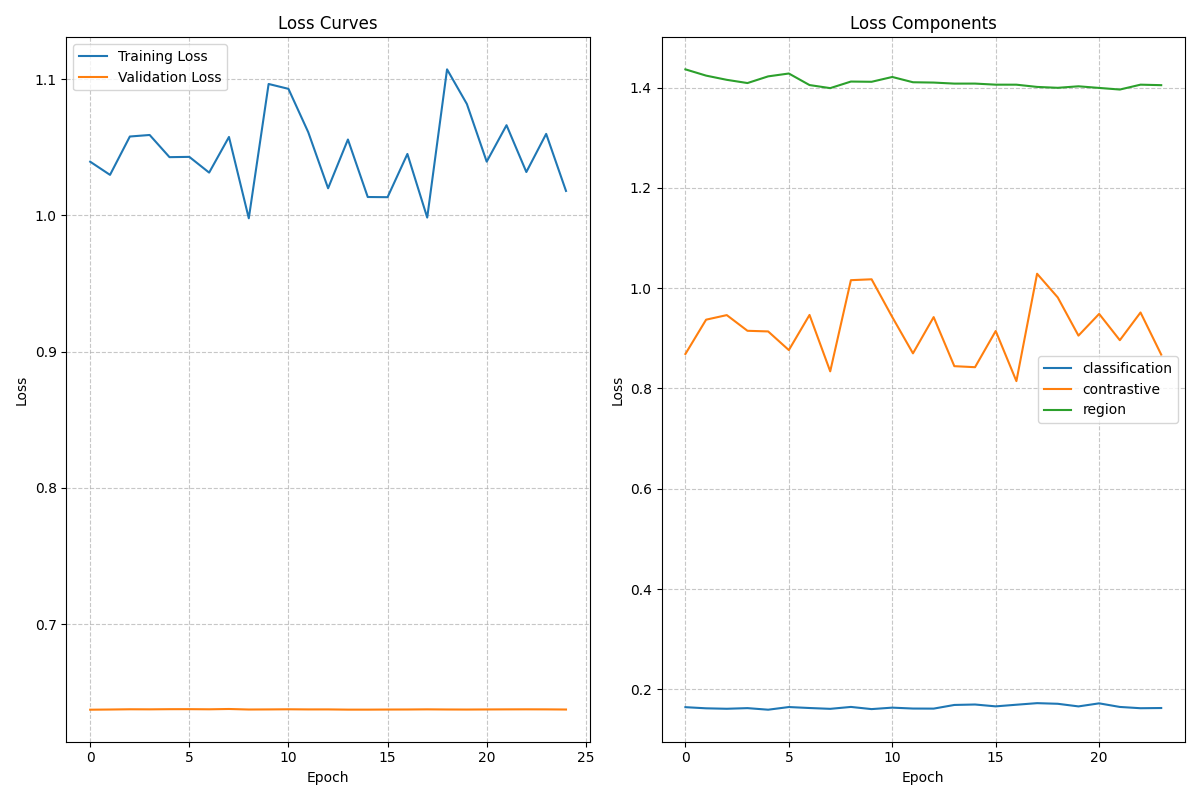 Loss Curves
Training Loss
Validation Loss
1.1
1.0
0.9
0.8
0.7
Loss
0 5 10 15 20 25
Epoch
Loss Components
1.4
1.2
1.0
0.8
0.6
0.4
0.2
Loss
classification
contrastive
region
0 5 10 15 20
Epoch